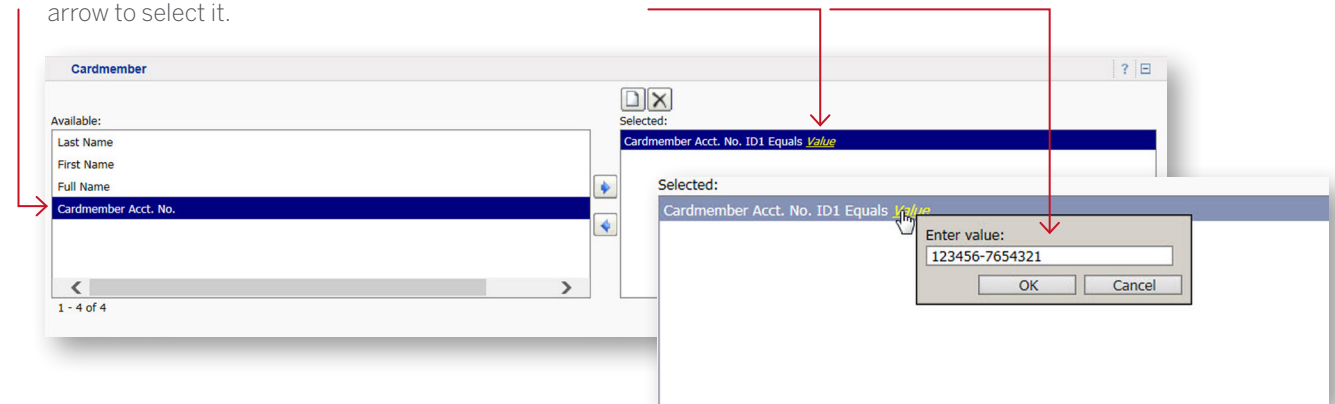 arrow to select it.
Cardmember
?
Available:
Last Name
First Name
Full Name
Cardmember Acct. No.
1 - 4 of 4
Selected:
Cardmember Acct. No. ID1 Equals Value
Selected:
Cardmember Acct. No. ID1 Equals Value
Enter value:
123456-7654321
OK Cancel